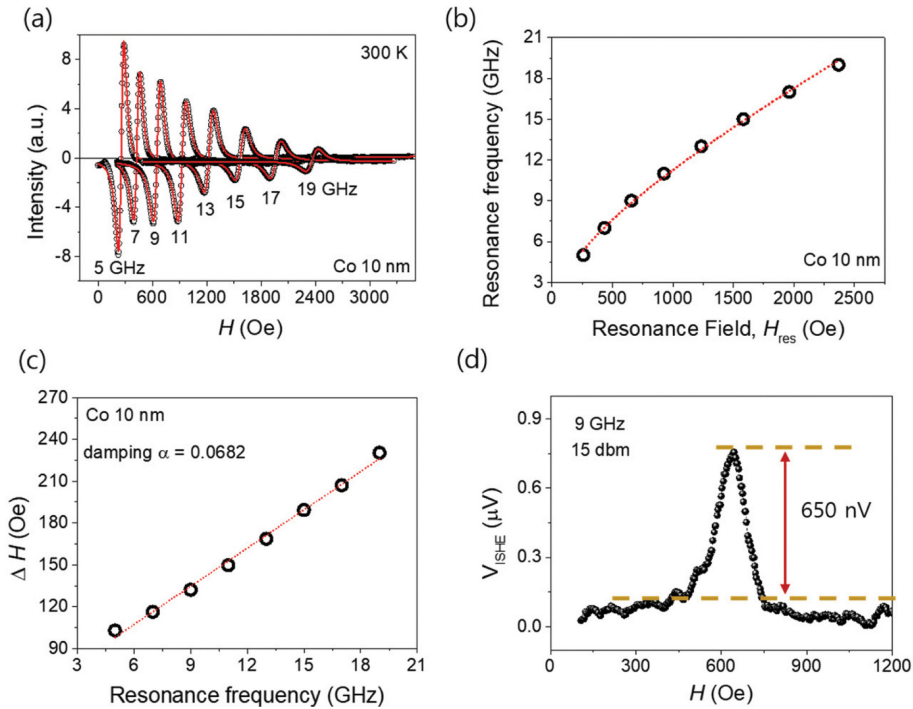 (a)
300 K
8
4
0
-4
-8
Intensity (a.u.)
5 GHz
7
9
11
13
15
17
19 GHz
Co 10 nm
0
600
1200
1800
2400
3000
H (Oe)
(b)
21
18
15
12
9
6
3
Resonance frequency (GHz)
Co 10 nm
0
500
1000
1500
2000
2500
Resonance Field, Hres (Oe)
(c)
270
240
210
180
150
120
90
Δ H (Oe)
Co 10 nm
damping α = 0.0682
3
6
9
12
15
18
21
Resonance frequency (GHz)
(d)
0.9
0.6
0.3
0.0
VISHE (μV)
9 GHz
15 dbm
650 nV
0
300
600
900
1200
H (Oe)